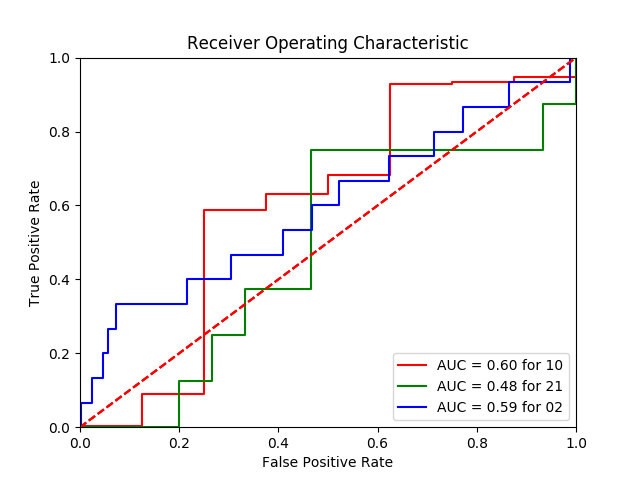 Receiver Operating Characteristic
True Positive Rate
1.0
0.8
0.6
0.4
0.2
0.0
AUC = 0.60 for 10
AUC = 0.48 for 21
AUC = 0.59 for 02
0.0 0.2 0.4 0.6 0.8 1.0
False Positive Rate